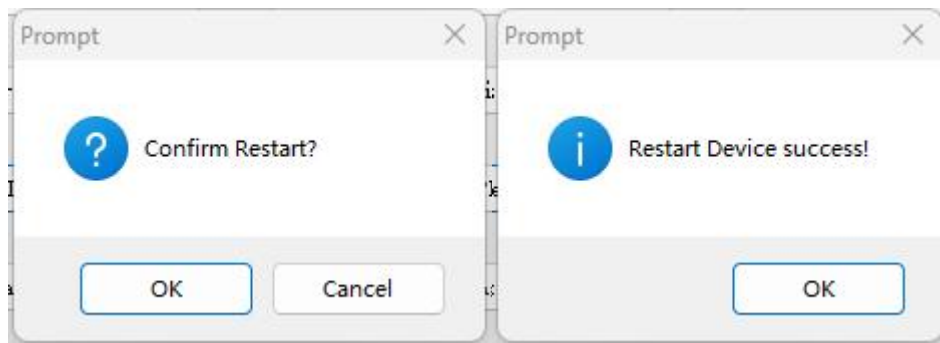 Prompt
Confirm Restart?
OK
Cancel
Prompt
Restart Device success!
OK